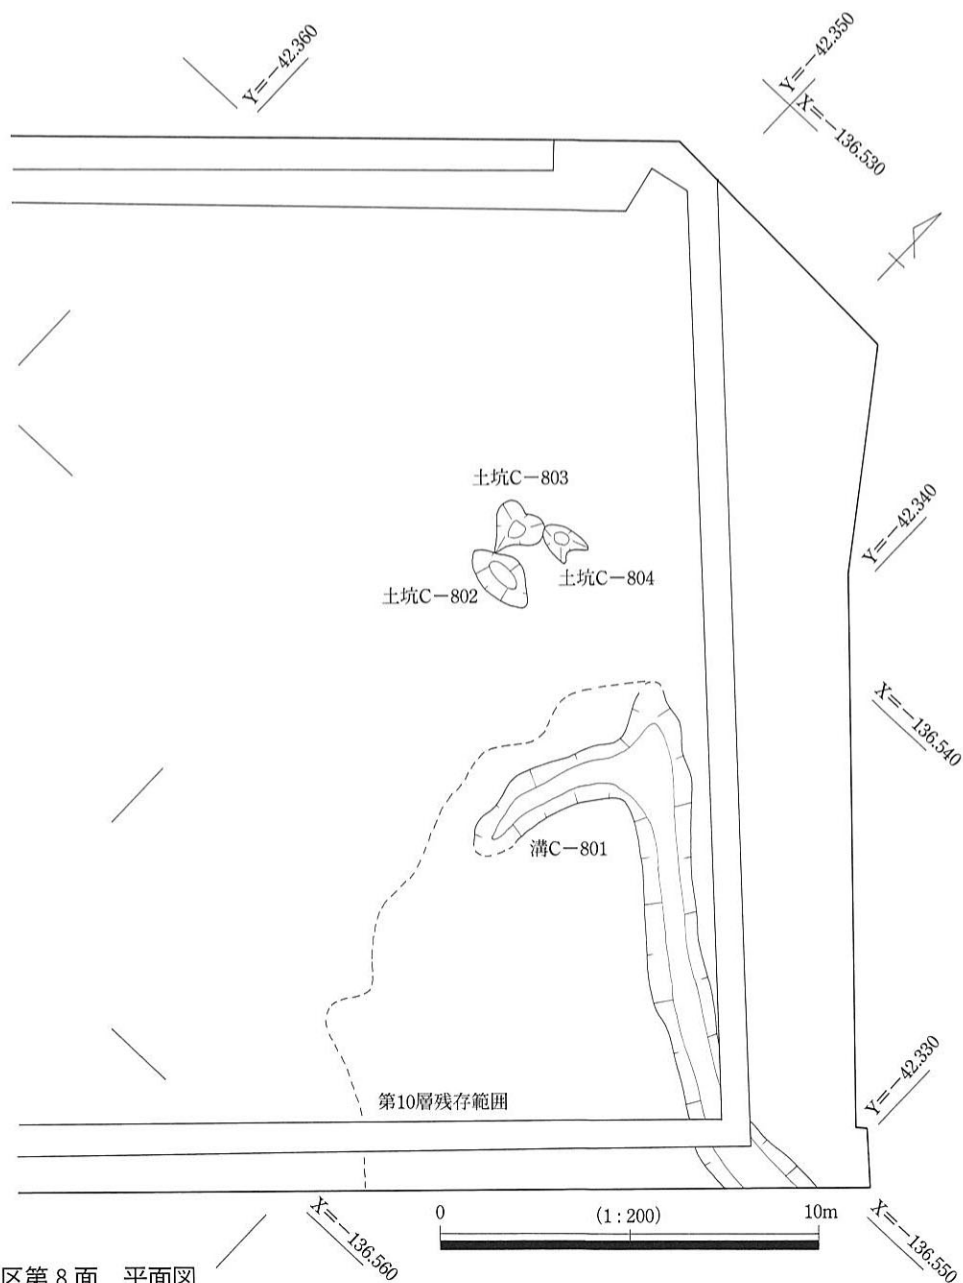 Y=−42.360
Y=−42.350
X=−136.530
土坑C−803
Y=−42.340
土坑C−804
土坑C−802
X=−136.540
溝C−801
Y=−42.330
第10層残存範囲
X=−136.560
0
(1:200)
10m
X=−136.550
区第8面 平面図